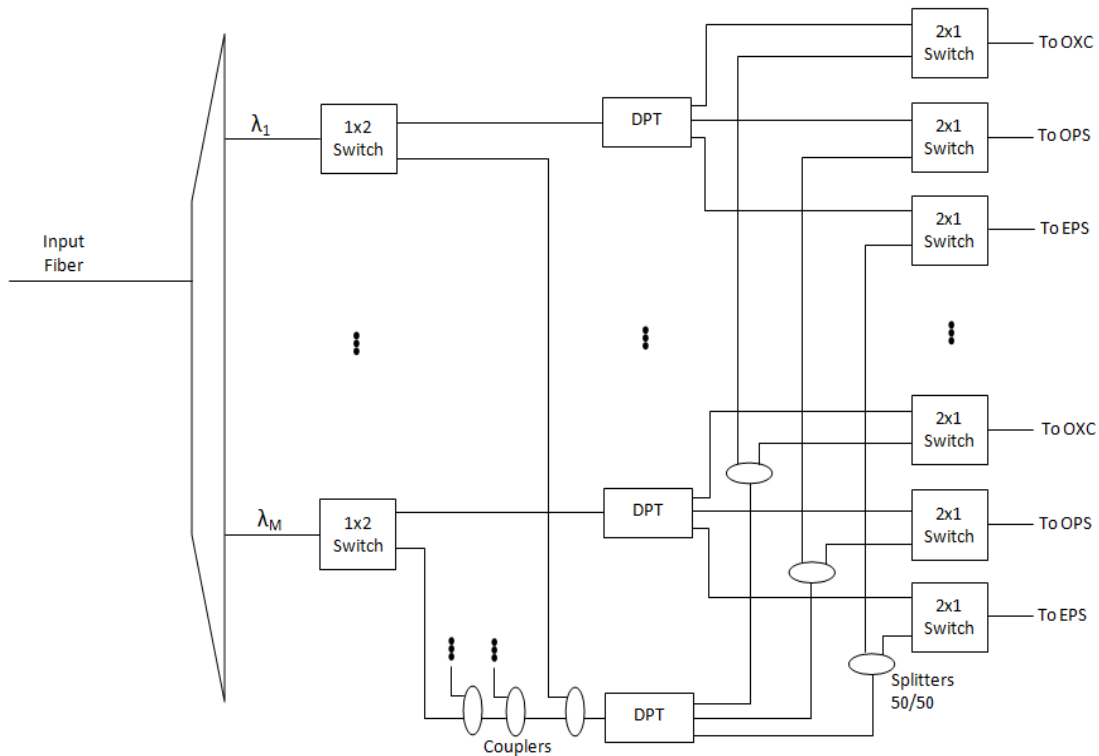 Input
Fiber
λ1
1x2
Switch
DPT
2x1
Switch
To OXC
2x1
Switch
To OPS
2x1
Switch
To EPS
λM
1x2
Switch
DPT
2x1
Switch
To OXC
2x1
Switch
To OPS
2x1
Switch
To EPS
Couplers
DPT
Splitters
50/50